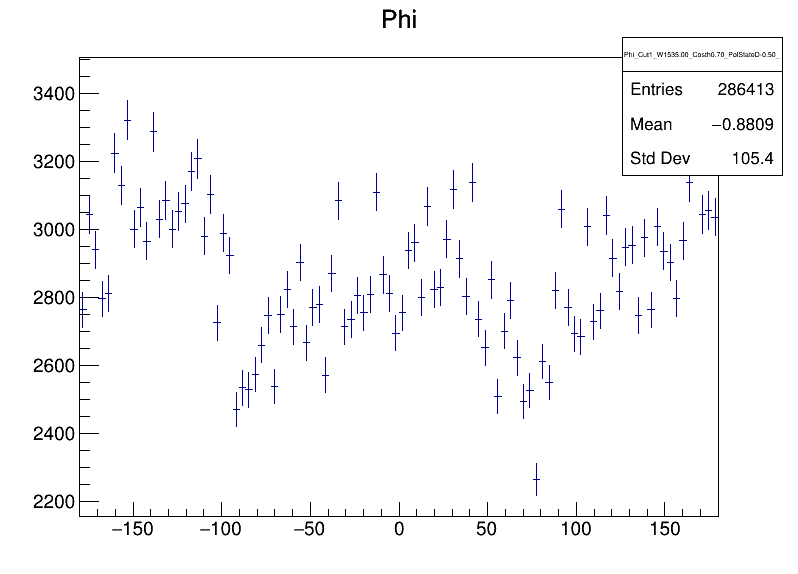 Phi
Phi_Cut1_W1535.00_Costh0.70_PolStateD-0.50_
Entries 286413
Mean −0.8809
Std Dev 105.4
3400
3200
3000
2800
2600
2400
2200
−150 −100 −50 0 50 100 150